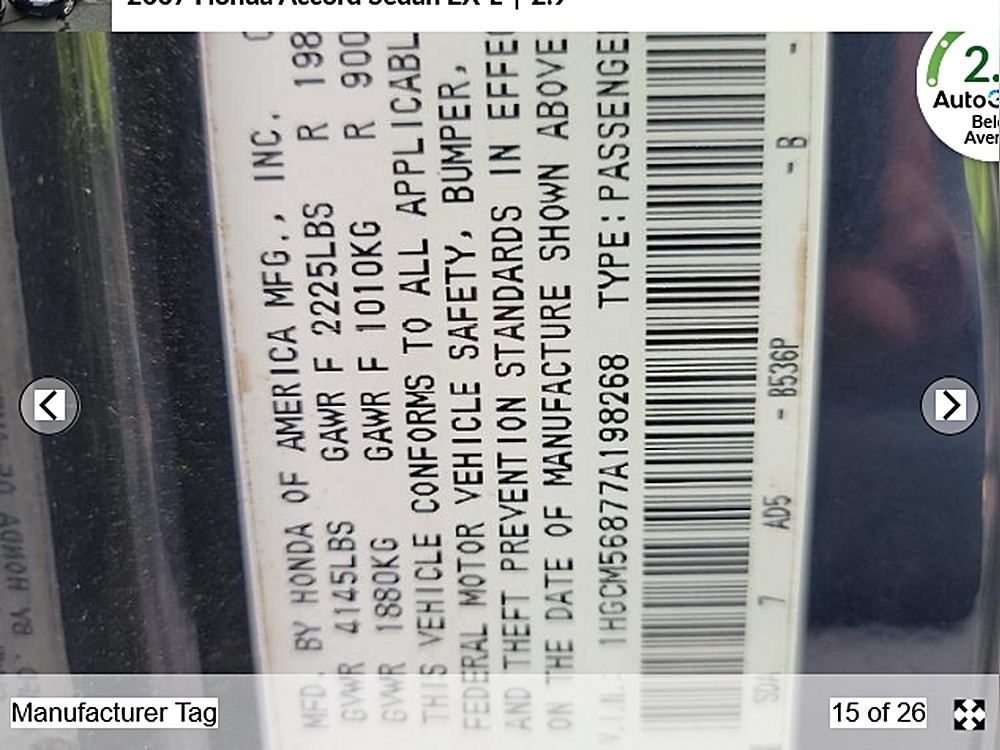 2007 Honda Accord Sedan EX-L | 2.9
2.
Auto
MFD. BY HONDA OF AMERICA MFG., INC.
GVWR 4145LBS GAWR F 2225LBS R 198
GVWR 1880KG GAWR F 1010KG R 900
THIS VEHICLE CONFORMS TO ALL APPLICABL
FEDERAL MOTOR VEHICLE SAFETY, BUMPER,
AND THEFT PREVENTION STANDARDS IN EFFE
ON THE DATE OF MANUFACTURE SHOWN ABOVE
V.I.N.: 1HGCM56877A198268 TYPE:PASSENGE
SDA 7 AD5 - B536P - B -
Manufacturer Tag
15 of 26